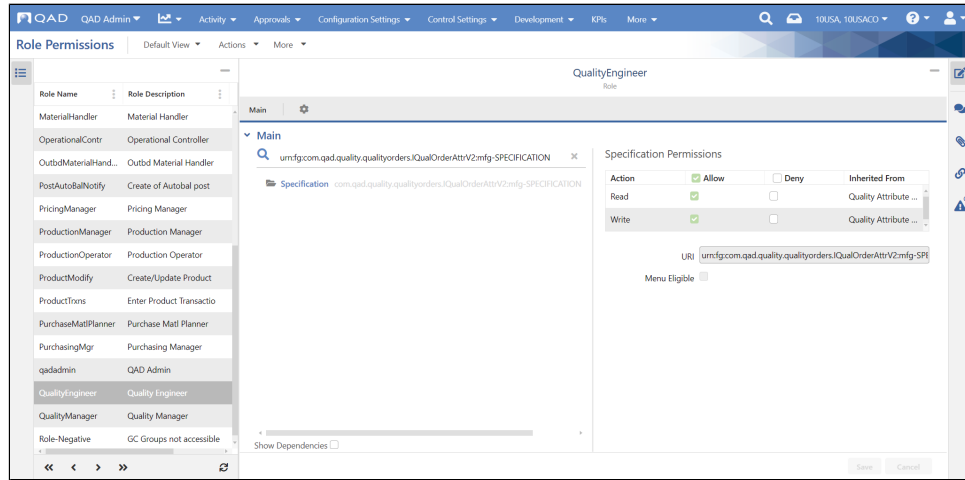 QAD QAD Admin Activity Approvals Configuration Settings Control Settings Development KPIs More 10USA, 10USACO
Role Permissions Default View Actions More
QualityEngineer
Role
Role Name Role Description
Main
MaterialHandler Material Handler
OperationalContr Operational Controller
OutbdMaterialHand... Outbd Material Handler
PostAutoBalNotify Create of Autobal post
PricingManager Pricing Manager
ProductionManager Production Manager
ProductionOperator Production Operator
ProductModify Create/Update Product
ProductTrxns Enter Product Transactio
PurchaseMatlPlanner Purchase Matl Planner
PurchasingMgr Purchasing Manager
qadadmin QAD Admin
QualityEngineer Quality Engineer
QualityManager Quality Manager
Role-Negative GC Groups not accessible
Main
urn:fg:com.qad.quality.qualityorders.IQualOrderAttrV2:mfg-SPECIFICATION
Specification com.qad.quality.qualityorders.IQualOrderAttrV2:mfg-SPECIFICATION
Show Dependencies
Specification Permissions
Action Allow Deny Inherited From
Read Quality Attribute ...
Write Quality Attribute ...
URI urn:fg:com.qad.quality.qualityorders.IQualOrderAttrV2:mfg-SPE
Menu Eligible
Save Cancel